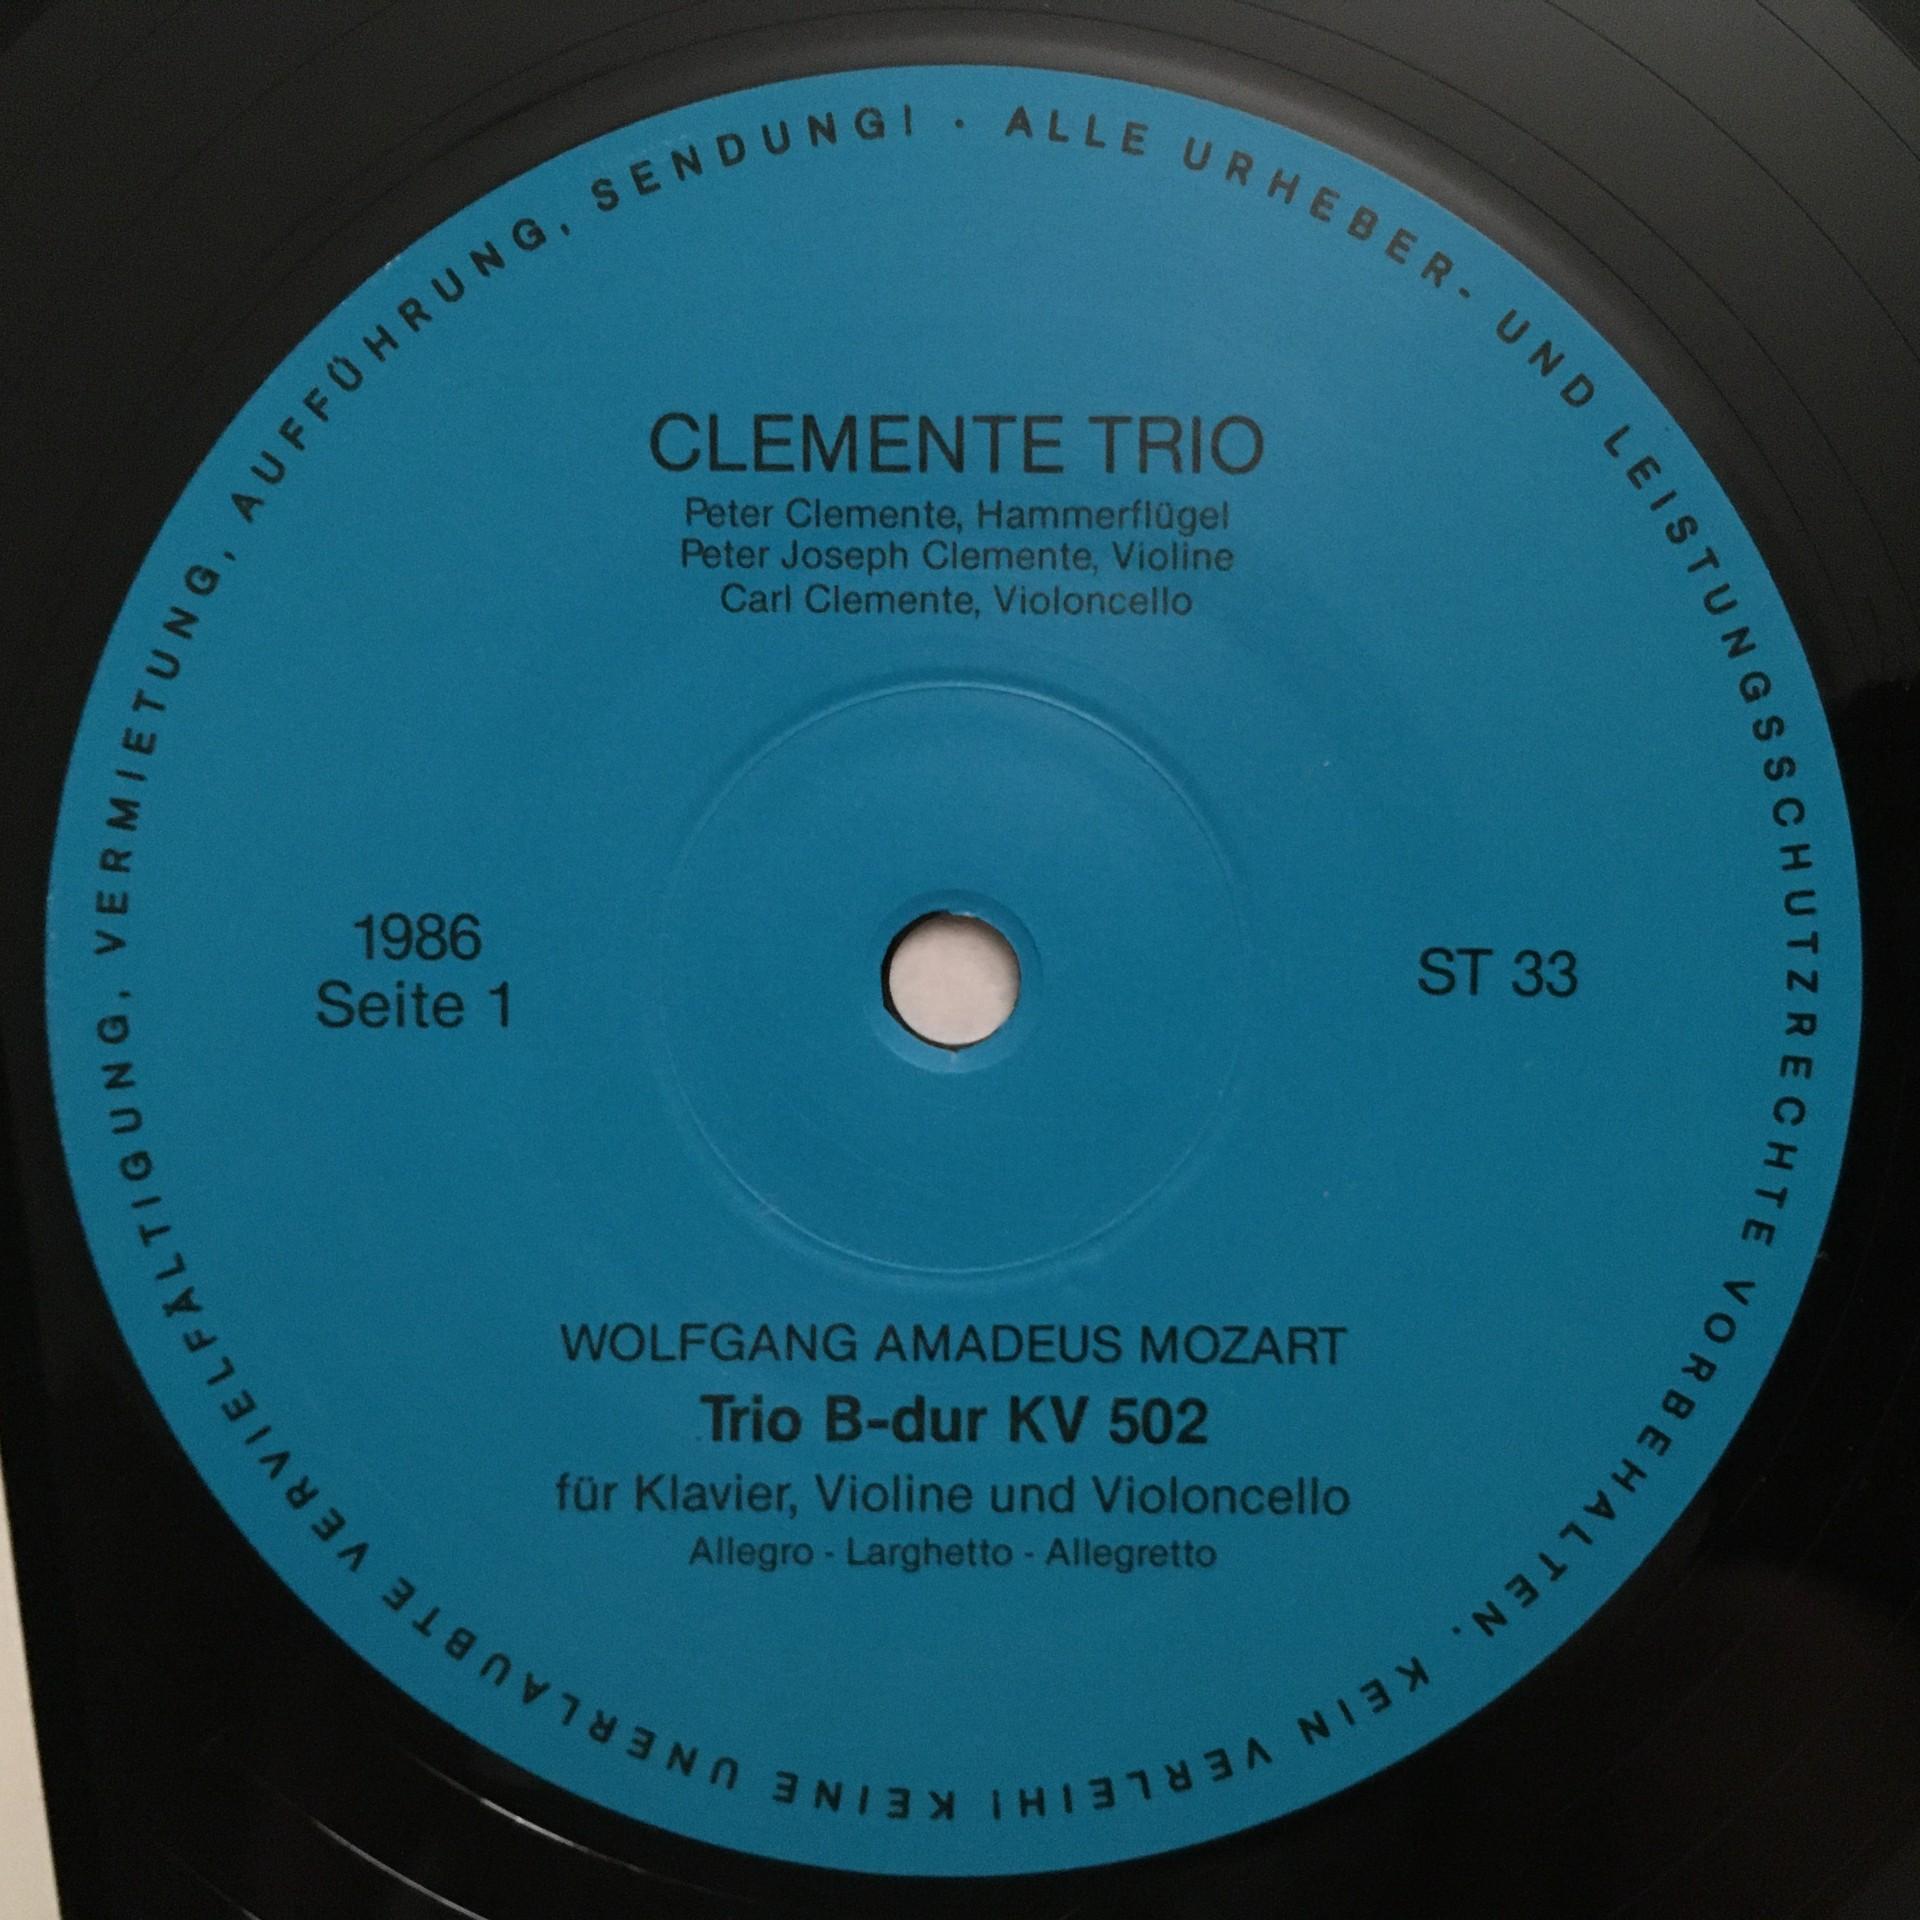 ALLE URHEBER- UND LEISTUNGSSCHUTZRECHTE VORBEHALTEN. KEIN VERLEIH! KEINE UNERLAUBTE VERVIELFÄLTIGUNG, VERMIETUNG, AUFFÜHRUNG, SENDUNG! ·
CLEMENTE TRIO
Peter Clemente, Hammerflügel
Peter Joseph Clemente, Violine
Carl Clemente, Violoncello
1986
Seite 1
ST 33
WOLFGANG AMADEUS MOZART
Trio B-dur KV 502
für Klavier, Violine und Violoncello
Allegro - Larghetto - Allegretto